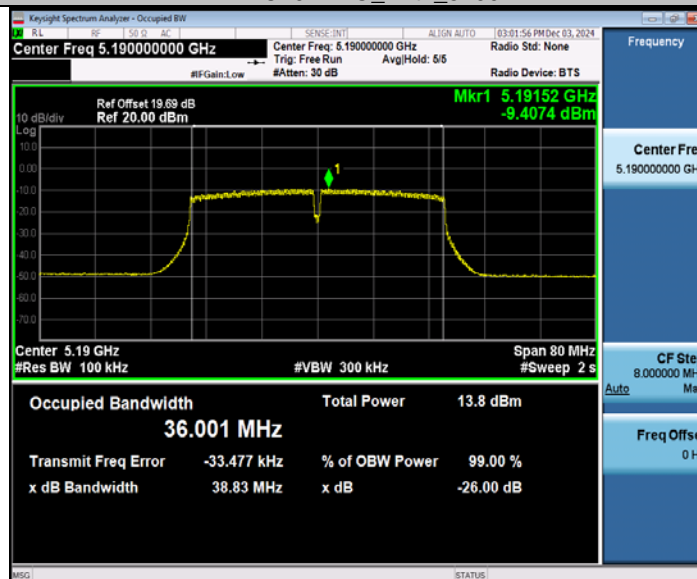 Keysight Spectrum Analyzer - Occupied BW
RL RF 50 Ω AC SENSE:INT ALIGN AUTO 03:01:56 PM Dec 03, 2024
Center Freq 5.190000000 GHz
Center Freq: 5.190000000 GHz
Radio Std: None
Trig: Free Run Avg|Hold: 5/5
#IFGain:Low #Atten: 30 dB Radio Device: BTS
Frequency
Ref Offset 19.69 dB
10 dB/div Ref 20.00 dBm
Mkr1 5.19152 GHz
-9.4074 dBm
Log
10.0
0.00
-10.0
-20.0
-30.0
-40.0
-50.0
-60.0
-70.0
1
Center 5.19 GHz Span 80 MHz
#Res BW 100 kHz #VBW 300 kHz #Sweep 2 s
Occupied Bandwidth Total Power 13.8 dBm
36.001 MHz
Transmit Freq Error -33.477 kHz % of OBW Power 99.00 %
x dB Bandwidth 38.83 MHz x dB -26.00 dB
Center Fre
5.190000000 GH
CF Ste
8.000000 MH
Auto Ma
Freq Offse
0 H
MSG STATUS